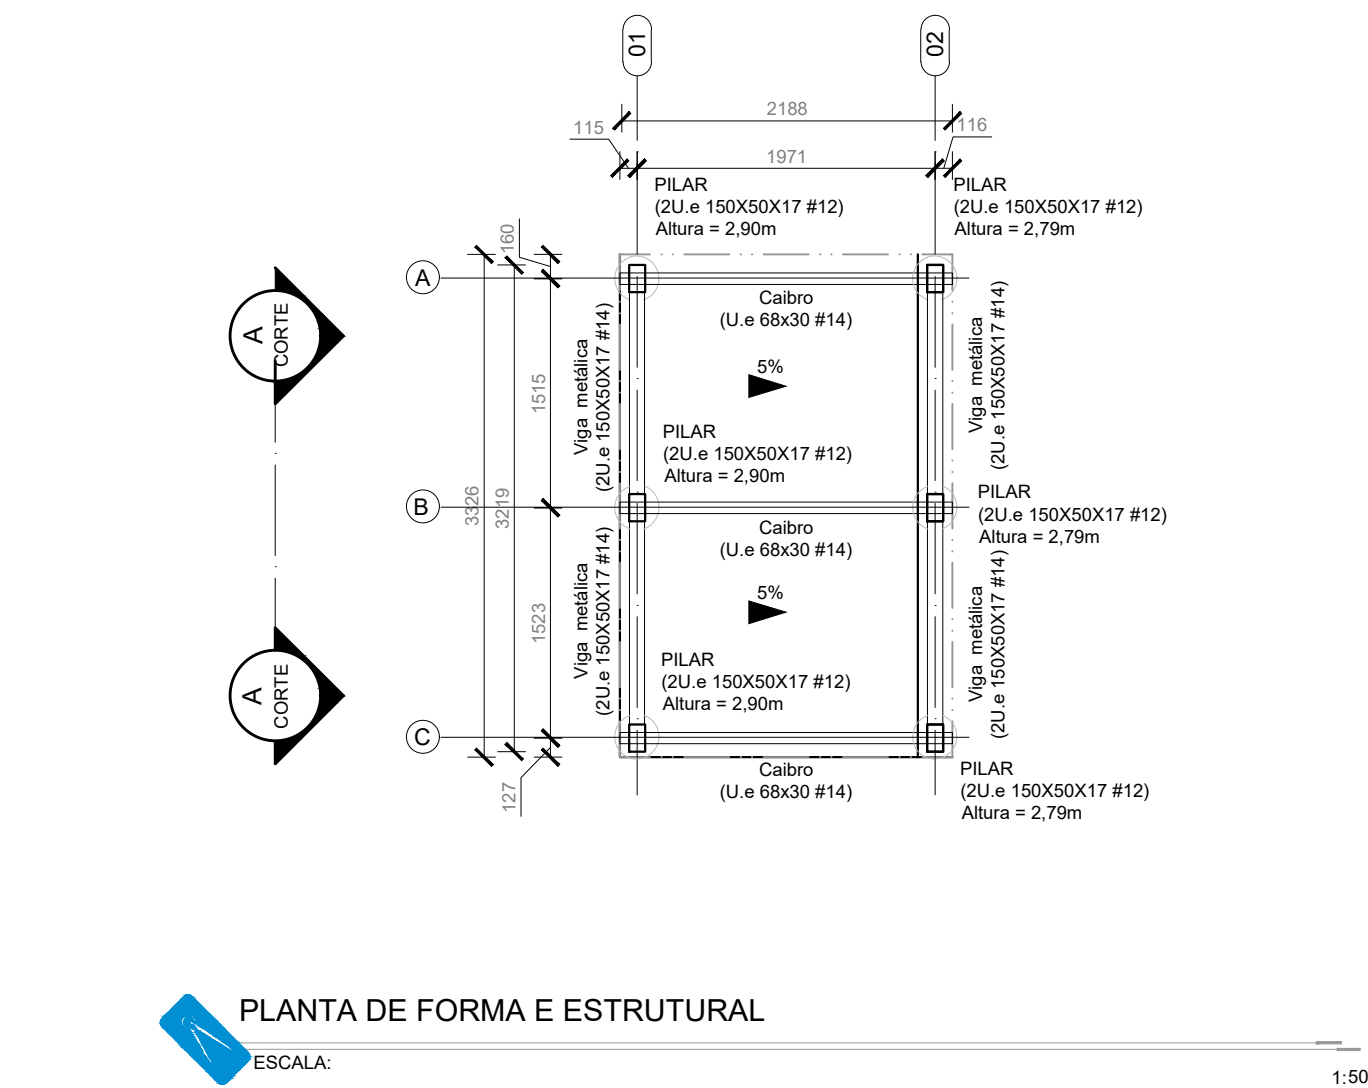 01
02
2188
115
116
1971
PILAR
(2U.e 150X50X17 #12)
Altura = 2,90m
PILAR
(2U.e 150X50X17 #12)
Altura = 2,79m
160
A
Caibro
(U.e 68x30 #14)
A
CORTE
Viga metálica
(2U.e 150X50X17 #14)
Viga metálica
(2U.e 150X50X17 #14)
5%
1515
PILAR
(2U.e 150X50X17 #12)
Altura = 2,90m
3326
3219
B
PILAR
(2U.e 150X50X17 #12)
Altura = 2,79m
Caibro
(U.e 68x30 #14)
Viga metálica
(2U.e 150X50X17 #14)
Viga metálica
(2U.e 150X50X17 #14)
5%
1523
PILAR
(2U.e 150X50X17 #12)
Altura = 2,90m
A
CORTE
C
Caibro
(U.e 68x30 #14)
127
PILAR
(2U.e 150X50X17 #12)
Altura = 2,79m
PLANTA DE FORMA E ESTRUTURAL
ESCALA:
1:50